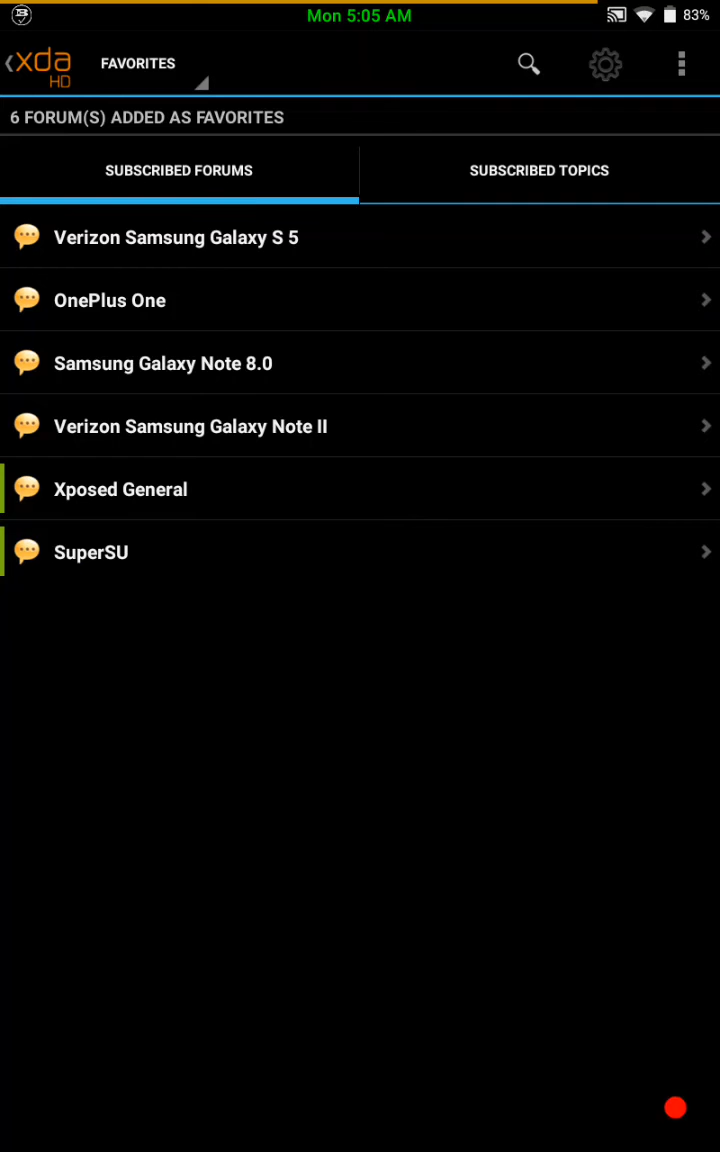 Mon 5:05 AM
83%
xda
HD
FAVORITES
6 FORUM(S) ADDED AS FAVORITES
SUBSCRIBED FORUMS
SUBSCRIBED TOPICS
Verizon Samsung Galaxy S 5
OnePlus One
Samsung Galaxy Note 8.0
Verizon Samsung Galaxy Note II
Xposed General
SuperSU